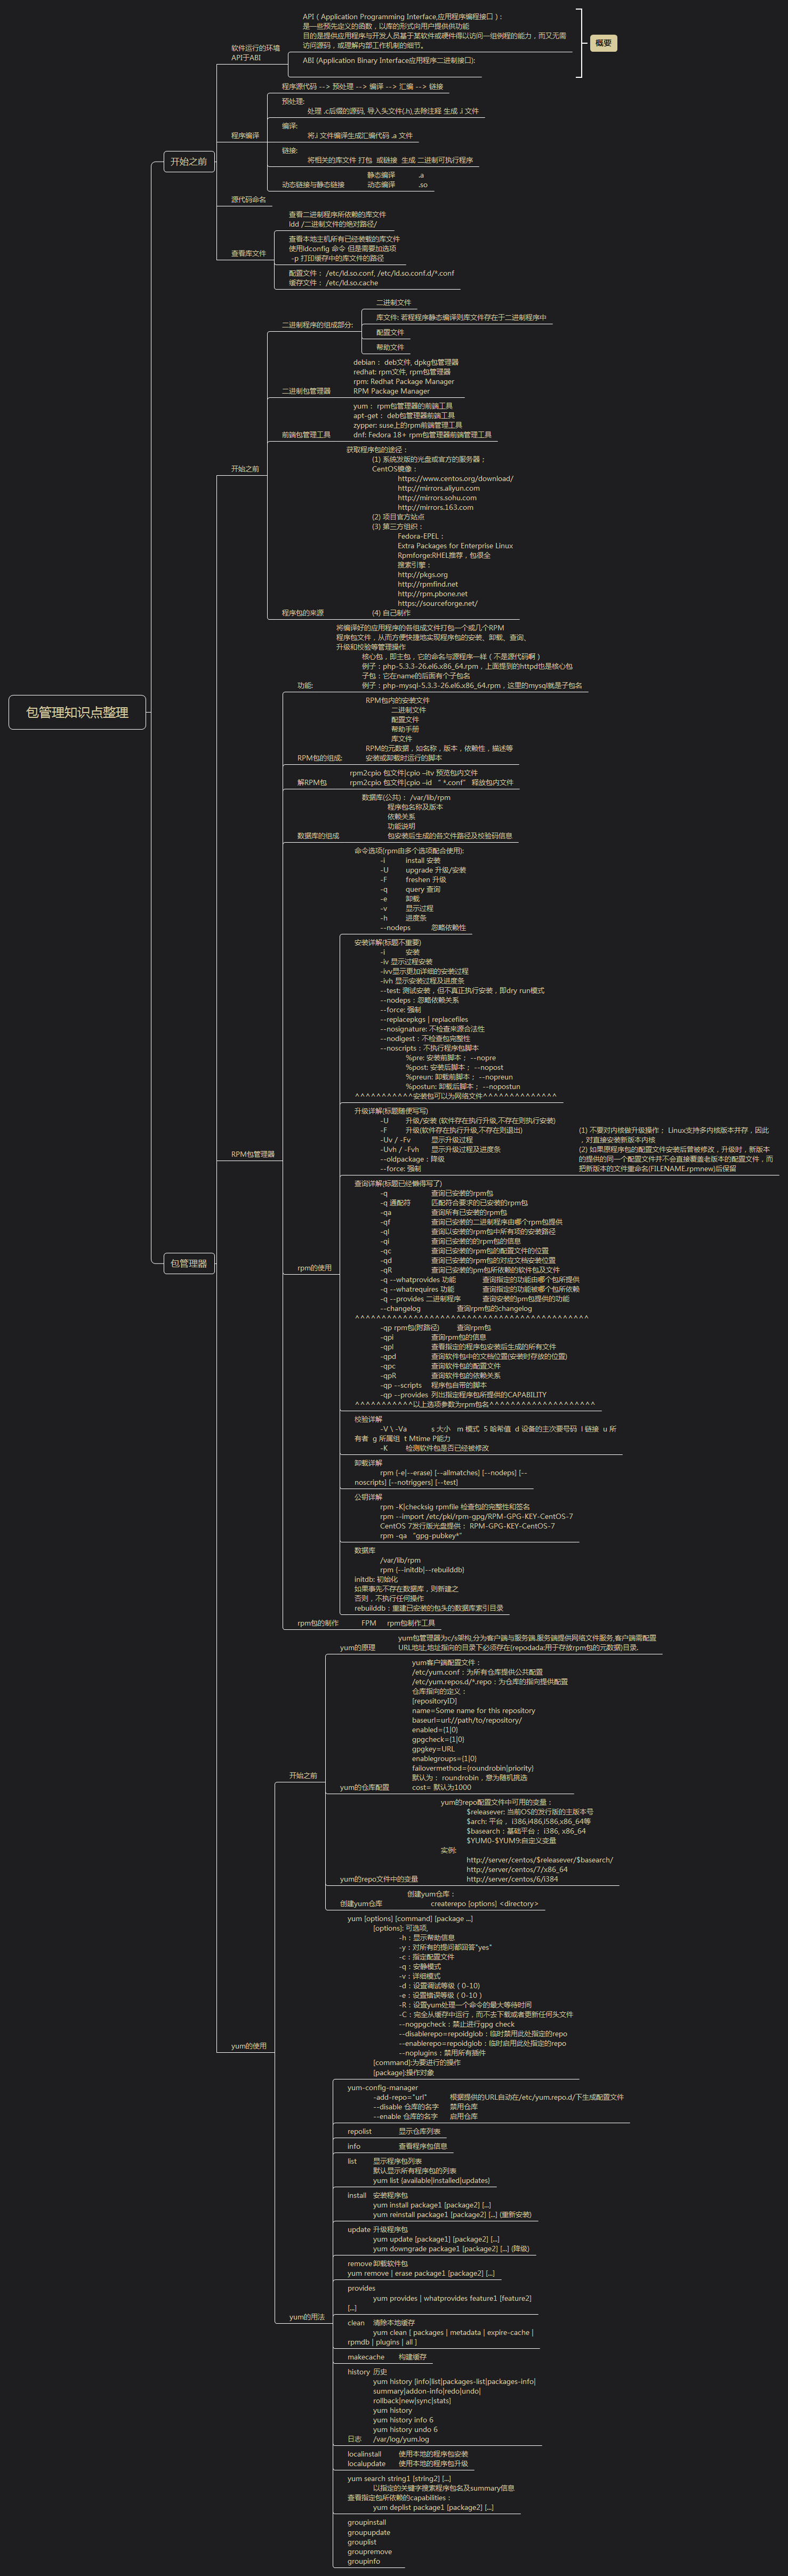 包管理知识点整理
开始之前
软件运行的环境
API于ABI
API（Application Programming Interface,应用程序编程接口）：
是一些预先定义的函数，以库的形式向用户提供供功能
目的是提供应用程序与开发人员基于某软件或硬件得以访问一组例程的能力，而又无需
访问源码，或理解内部工作机制的细节。
ABI (Application Binary Interface应用程序二进制接口):
概要
程序编译
程序源代码 --> 预处理 --> 编译 --> 汇编 --> 链接
预处理:
处理 .c后缀的源码, 导入头文件(.h),去除注释 生成 .i 文件
编译:
将.i 文件编译生成汇编代码 .a 文件
链接:
将相关的库文件 打包 或链接 生成 二进制可执行程序
动态链接与静态链接
静态编译 .a
动态编译 .so
源代码命名
查看库文件
查看二进制程序所依赖的库文件
ldd /二进制文件的绝对路径/
查看本地主机所有已经装载的库文件
使用ldconfig 命令 但是需要加选项
-p 打印缓存中的库文件的路径
配置文件： /etc/ld.so.conf, /etc/ld.so.conf.d/*.conf
缓存文件： /etc/ld.so.cache
包管理器
开始之前
二进制程序的组成部分:
二进制文件
库文件: 若程程序静态编译则库文件存在于二进制程序中
配置文件
帮助文件
二进制包管理器
debian： deb文件, dpkg包管理器
redhat: rpm文件, rpm包管理器
rpm: Redhat Package Manager
RPM Package Manager
前端包管理工具
yum： rpm包管理器的前端工具
apt-get： deb包管理器前端工具
zypper: suse上的rpm前端管理工具
dnf: Fedora 18+ rpm包管理器前端管理工具
程序包的来源
获取程序包的途径：
(1) 系统发版的光盘或官方的服务器；
CentOS镜像：
https://www.centos.org/download/
http://mirrors.aliyun.com
http://mirrors.sohu.com
http://mirrors.163.com
(2) 项目官方站点
(3) 第三方组织：
Fedora-EPEL：
Extra Packages for Enterprise Linux
Rpmforge:RHEL推荐，包很全
搜索引擎：
http://pkgs.org
http://rpmfind.net
http://rpm.pbone.net
https://sourceforge.net/
(4) 自己制作
RPM包管理器
功能:
将编译好的应用程序的各组成文件打包一个或几个RPM
程序包文件，从而方便快捷地实现程序包的安装、卸载、查询、
升级和校验等管理操作
核心包，即主包，它的命名与源程序一样（不是源代码啊）
例子：php-5.3.3-26.el6.x86_64.rpm，上面提到的httpd也是核心包
子包：它在name的后面有个子包名
例子：php-mysql-5.3.3-26.el6.x86_64.rpm，这里的mysql就是子包名
RPM包的组成:
RPM包内的安装文件
二进制文件
配置文件
帮助手册
库文件
RPM的元数据，如名称，版本，依赖性，描述等
安装或卸载时运行的脚本
解RPM包
rpm2cpio 包文件|cpio –itv 预览包内文件
rpm2cpio 包文件|cpio –id “*.conf” 释放包内文件
数据库的组成
数据库(公共)： /var/lib/rpm
程序包名称及版本
依赖关系
功能说明
包安装后生成的各文件路径及校验码信息
rpm的使用
命令选项(rpm由多个选项配合使用):
-i install 安装
-U upgrade 升级/安装
-F freshen 升级
-q query 查询
-e 卸载
-v 显示过程
-h 进度条
--nodeps 忽略依赖性
安装详解(标题不重要)
-i 安装
-iv 显示过程安装
-ivv显示更加详细的安装过程
-ivh 显示安装过程及进度条
--test: 测试安装，但不真正执行安装，即dry run模式
--nodeps：忽略依赖关系
--force: 强制
--replacepkgs | replacefiles
--nosignature: 不检查来源合法性
--nodigest：不检查包完整性
--noscripts：不执行程序包脚本
%pre: 安装前脚本； --nopre
%post: 安装后脚本； --nopost
%preun: 卸载前脚本； --nopreun
%postun: 卸载后脚本； --nopostun
^^^^^^^^^^^安装包可以为网络文件^^^^^^^^^^^^^^
升级详解(标题随便写写)
-U 升级/安装 (软件存在执行升级,不存在则执行安装)
-F 升级(软件存在执行升级,不存在则退出)
-Uv / -Fv 显示升级过程
-Uvh / -Fvh 显示升级过程及进度条
--oldpackage：降级
--force: 强制
(1) 不要对内核做升级操作； Linux支持多内核版本并存，因此
，对直接安装新版本内核
(2) 如果原程序包的配置文件安装后曾被修改，升级时，新版本
的提供的同一个配置文件并不会直接覆盖老版本的配置文件，而
把新版本的文件重命名(FILENAME.rpmnew)后保留
查询详解(标题已经懒得写了)
-q 查询已安装的rpm包
-q 通配符 匹配符合要求的已安装的rpm包
-qa 查询所有已安装的rpm包
-qf 查询已安装的二进制程序由哪个rpm包提供
-ql 查询以安装的rpm包中所有项的安装路径
-qi 查询已安装的的rpm包的信息
-qc 查询已安装的rpm包的配置文件的位置
-qd 查询已安装的rpm包的对应文档安装位置
-qR 查询已安装的pm包所依赖的软件包及文件
-q --whatprovides 功能 查询指定的功能由哪个包所提供
-q --whatrequires 功能 查询指定的功能被哪个包所依赖
-q --provides 二进制程序 查询安装的pm包提供的功能
--changelog 查询rpm包的changelog
^^^^^^^^^^^^^^^^^^^^^^^^^^^^^^^^^^^^^^^^^^^^
-qp rpm包(附路径) 查询rpm包
-qpi 查询rpm包的信息
-qpl 查看指定的程序包安装后生成的所有文件
-qpd 查询软件包中的文档位置(安装时存放的位置)
-qpc 查询软件包的配置文件
-qpR 查询软件包的依赖关系
-qp --scripts 程序包自带的脚本
-qp --provides 列出指定程序包所提供的CAPABILITY
^^^^^^^^^^^以上选项参数为rpm包名^^^^^^^^^^^^^^^^^^^^
校验详解
-V \ -Va s 大小 m 模式 5 哈希值 d 设备的主次要号码 l 链接 u 所
有者 g 所属组 t Mtime P能力
-K 检测软件包是否已经被修改
卸载详解
rpm {-e|--erase} [--allmatches] [--nodeps] [--
noscripts] [--notriggers] [--test]
公钥详解
rpm -K|checksig rpmfile 检查包的完整性和签名
rpm --import /etc/pki/rpm-gpg/RPM-GPG-KEY-CentOS-7
CentOS 7发行版光盘提供： RPM-GPG-KEY-CentOS-7
rpm -qa “gpg-pubkey*”
数据库
/var/lib/rpm
rpm {--initdb|--rebuilddb}
initdb: 初始化
如果事先不存在数据库，则新建之
否则，不执行任何操作
rebuilddb：重建已安装的包头的数据库索引目录
rpm包的制作 FPM rpm包制作工具
yum的使用
开始之前
yum的原理
yum包管理器为c/s架构,分为客户端与服务端.服务端提供网络文件服务,客户端需配置
URL地址,地址指向的目录下必须存在(repodada:用于存放rpm包的元数据)目录.
yum的仓库配置
yum客户端配置文件：
/etc/yum.conf：为所有仓库提供公共配置
/etc/yum.repos.d/*.repo：为仓库的指向提供配置
仓库指向的定义：
[repositoryID]
name=Some name for this repository
baseurl=url://path/to/repository/
enabled={1|0}
gpgcheck={1|0}
gpgkey=URL
enablegroups={1|0}
failovermethod={roundrobin|priority}
默认为： roundrobin，意为随机挑选
cost= 默认为1000
yum的repo文件中的变量
yum的repo配置文件中可用的变量：
$releasever: 当前OS的发行版的主版本号
$arch: 平台， i386,i486,i586,x86_64等
$basearch：基础平台； i386, x86_64
$YUM0-$YUM9:自定义变量
实例:
http://server/centos/$releasever/$basearch/
http://server/centos/7/x86_64
http://server/centos/6/i384
创建yum仓库
创建yum仓库：
createrepo [options] <directory>
yum的用法
yum [options] [command] [package ...]
[options]: 可选项,
-h：显示帮助信息
-y：对所有的提问都回答"yes"
-c：指定配置文件
-q：安静模式
-v：详细模式
-d：设置调试等级（0-10)
-e：设置错误等级（0-10）
-R：设置yum处理一个命令的最大等待时间
-C：完全从缓存中运行，而不去下载或者更新任何头文件
--nogpgcheck：禁止进行gpg check
--disablerepo=repoidglob：临时禁用此处指定的repo
--enablerepo=repoidglob：临时启用此处指定的repo
--noplugins：禁用所有插件
[command]:为要进行的操作
[package]:操作对象
yum-config-manager
-add-repo="url" 根据提供的URL自动在/etc/yum.repo.d/下生成配置文件
--disable 仓库的名字 禁用仓库
--enable 仓库的名字 启用仓库
repolist 显示仓库列表
info 查看程序包信息
list 显示程序包列表
默认显示所有程序包的列表
yum list {available|installed|updates}
install 安装程序包
yum install package1 [package2] [...]
yum reinstall package1 [package2] [...] (重新安装)
update 升级程序包
yum update [package1] [package2] [...]
yum downgrade package1 [package2] [...] (降级)
remove卸载软件包
yum remove | erase package1 [package2] [...]
provides
yum provides | whatprovides feature1 [feature2]
[...]
clean 清除本地缓存
yum clean [ packages | metadata | expire-cache |
rpmdb | plugins | all ]
makecache 构建缓存
history 历史
yum history [info|list|packages-list|packages-info|
summary|addon-info|redo|undo|
rollback|new|sync|stats]
yum history
yum history info 6
yum history undo 6
日志 /var/log/yum.log
localinstall 使用本地的程序包安装
localupdate 使用本地的程序包升级
yum search string1 [string2] [...]
以指定的关键字搜索程序包名及summary信息
查看指定包所依赖的capabilities：
yum deplist package1 [package2] [...]
groupinstall
groupupdate
grouplist
groupremove
groupinfo